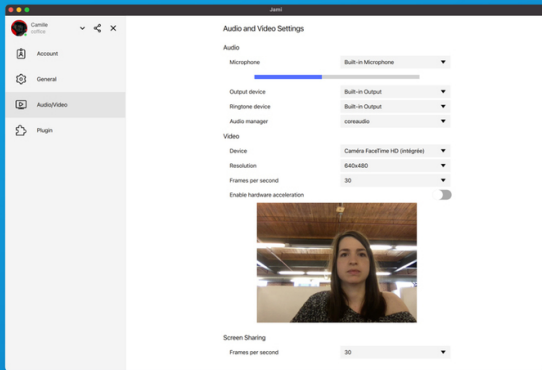 Jami
Camille
csiffice
Account
General
Audio/Video
Plugin
Audio and Video Settings
Audio
Microphone
Built-in Microphone
Output device
Built-in Output
Ringtone device
Built-in Output
Audio manager
coreaudio
Video
Device
Caméra FaceTime HD (intégrée)
Resolution
640x480
Frames per second
30
Enable hardware acceleration
Screen Sharing
Frames per second
30